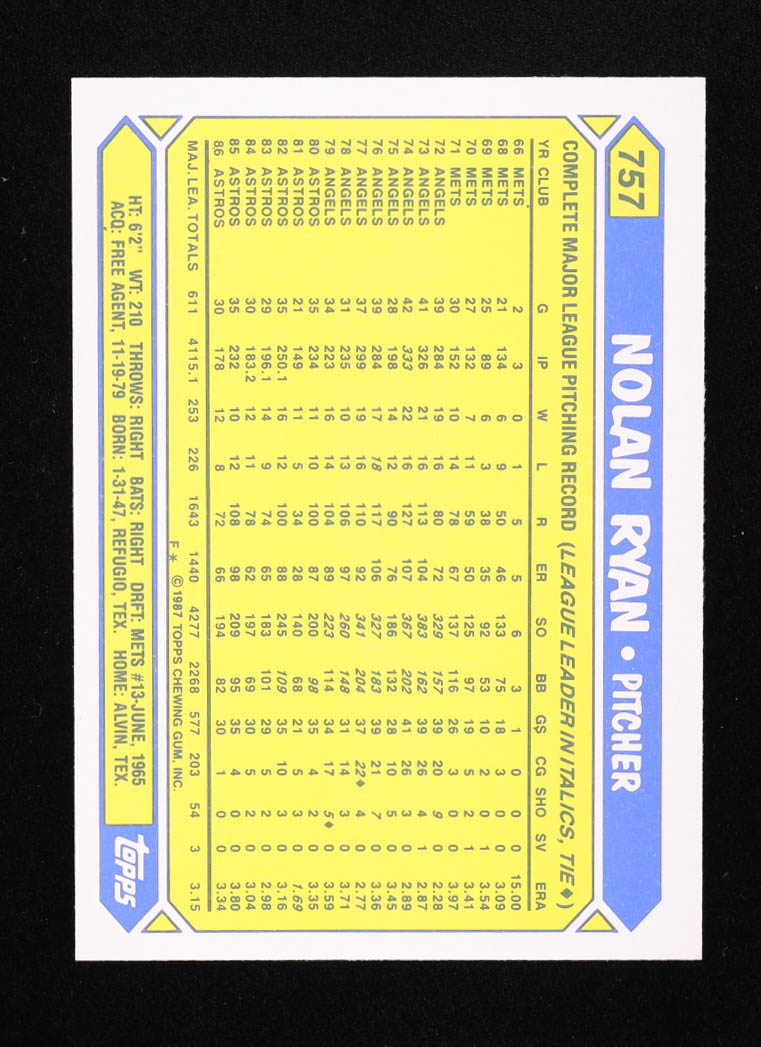 757 NOLAN RYAN • PITCHER
COMPLETE MAJOR LEAGUE PITCHING RECORD (LEAGUE LEADER IN ITALICS, TIE♦)
YR CLUB G IP W L R ER SO BB GS CG SHO SV ERA
66 METS 2 3 0 1 5 5 6 3 1 0 0 0 15.00
68 METS 21 134 6 9 50 46 133 75 18 3 0 0 3.09
69 METS 25 89 6 3 38 35 92 53 10 2 0 1 3.54
70 METS 27 132 7 11 59 50 125 97 19 5 2 1 3.41
71 METS 30 152 10 14 78 67 137 116 26 3 0 0 3.97
72 ANGELS 39 284 19 16 80 72 329 157 39 20 9 0 2.28
73 ANGELS 41 326 21 16 113 104 383 162 39 26 4 1 2.87
74 ANGELS 42 333 22 16 127 107 367 202 41 26 3 0 2.89
75 ANGELS 28 198 14 12 90 76 186 132 28 10 5 0 3.45
76 ANGELS 39 284 17 18 117 106 327 183 39 21 7 0 3.36
77 ANGELS 37 299 19 16 110 92 341 204 37 22♦ 4 0 2.77
78 ANGELS 31 235 10 13 106 97 260 148 31 14 3 0 3.71
79 ANGELS 34 223 16 14 104 89 223 114 34 17 5♦ 0 3.59
80 ASTROS 35 234 11 10 100 87 200 98 35 4 2 0 3.35
81 ASTROS 21 149 11 5 34 28 140 68 21 5 3 0 1.69
82 ASTROS 35 250.1 16 12 100 88 245 109 35 10 3 0 3.16
83 ASTROS 29 196.1 14 9 74 65 183 101 29 5 2 0 2.98
84 ASTROS 30 183.2 12 11 78 62 197 69 30 5 2 0 3.04
85 ASTROS 35 232 10 12 108 98 209 95 35 4 0 0 3.80
86 ASTROS 30 178 12 8 72 66 194 82 30 1 0 0 3.34
MAJ. LEA. TOTALS 611 4115.1 253 226 1643 1440 4277 2268 577 203 54 3 3.15
F * ©1987 TOPPS CHEWING GUM, INC.
HT: 6'2" WT: 210 THROWS: RIGHT BATS: RIGHT DRFT: METS #13-JUNE, 1965
ACQ: FREE AGENT, 11-19-79 BORN: 1-31-47, REFUGIO, TEX. HOME: ALVIN, TEX.
TOPPS